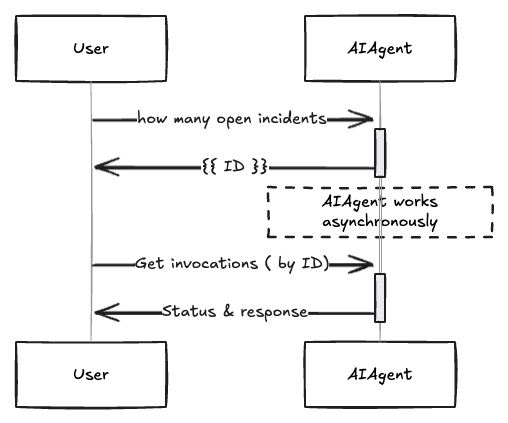 User
AIAgent
how many open incidents
{{ ID }}
AIAgent works
asynchronously
Get invocations ( by ID)
Status & response
User
AIAgent